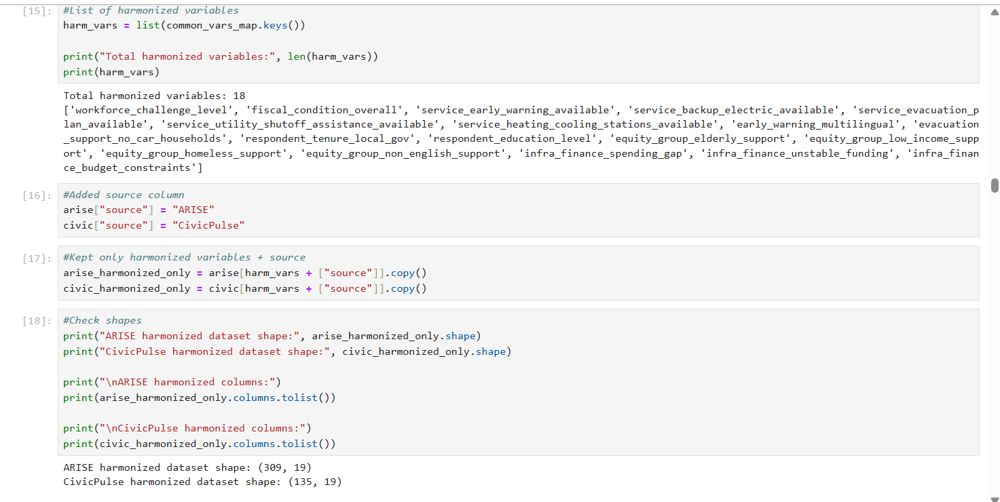 [15]: #List of harmonized variables
harm_vars = list(common_vars_map.keys())
print("Total harmonized variables:", len(harm_vars))
print(harm_vars)
Total harmonized variables: 18
['workforce_challenge_level', 'fiscal_condition_overall', 'service_early_warning_available', 'service_backup_electric_available', 'service_evacuation_p
lan_available', 'service_utility_shutoff_assistance_available', 'service_heating_cooling_stations_available', 'early_warning_multilingual', 'evacuation
_support_no_car_households', 'respondent_tenure_local_gov', 'respondent_education_level', 'equity_group_elderly_support', 'equity_group_low_income_supp
ort', 'equity_group_homeless_support', 'equity_group_non_english_support', 'infra_finance_spending_gap', 'infra_finance_unstable_funding', 'infra_finan
ce_budget_constraints']
[16]: #Added source column
arise["source"] = "ARISE"
civic["source"] = "CivicPulse"
[17]: #Kept only harmonized variables + source
arise_harmonized_only = arise[harm_vars + ["source"]].copy()
civic_harmonized_only = civic[harm_vars + ["source"]].copy()
[18]: #Check shapes
print("ARISE harmonized dataset shape:", arise_harmonized_only.shape)
print("CivicPulse harmonized dataset shape:", civic_harmonized_only.shape)
print("\nARISE harmonized columns:")
print(arise_harmonized_only.columns.tolist())
print("\nCivicPulse harmonized columns:")
print(civic_harmonized_only.columns.tolist())
ARISE harmonized dataset shape: (309, 19)
CivicPulse harmonized dataset shape: (135, 19)